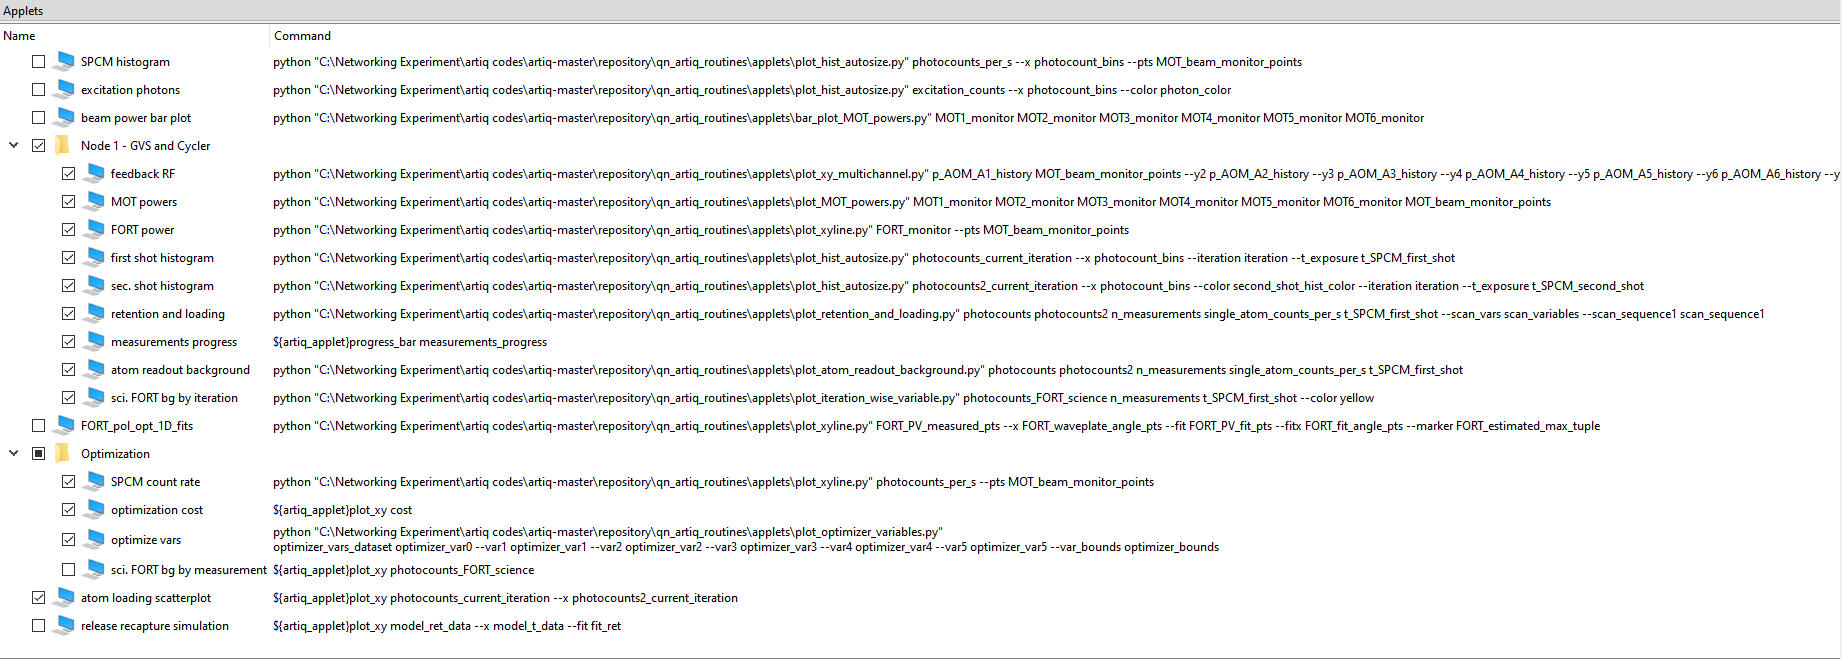 Applets
Name Command
SPCM histogram python "C:\Networking Experiment\artiq codes\artiq-master\repository\qn_artiq_routines\applets\plot_hist_autosize.py" photocounts_per_s --x photocount_bins --pts MOT_beam_monitor_points
excitation photons python "C:\Networking Experiment\artiq codes\artiq-master\repository\qn_artiq_routines\applets\plot_hist_autosize.py" excitation_counts --x photocount_bins --color photon_color
beam power bar plot python "C:\Networking Experiment\artiq codes\artiq-master\repository\qn_artiq_routines\applets\bar_plot_MOT_powers.py" MOT1_monitor MOT2_monitor MOT3_monitor MOT4_monitor MOT5_monitor MOT6_monitor
Node 1 - GVS and Cycler
feedback RF python "C:\Networking Experiment\artiq codes\artiq-master\repository\qn_artiq_routines\applets\plot_xy_multichannel.py" p_AOM_A1_history MOT_beam_monitor_points --y2 p_AOM_A2_history --y3 p_AOM_A3_history --y4 p_AOM_A4_history --y5 p_AOM_A5_history --y6 p_AOM_A6_history --y
MOT powers python "C:\Networking Experiment\artiq codes\artiq-master\repository\qn_artiq_routines\applets\plot_MOT_powers.py" MOT1_monitor MOT2_monitor MOT3_monitor MOT4_monitor MOT5_monitor MOT6_monitor MOT_beam_monitor_points
FORT power python "C:\Networking Experiment\artiq codes\artiq-master\repository\qn_artiq_routines\applets\plot_xyline.py" FORT_monitor --pts MOT_beam_monitor_points
first shot histogram python "C:\Networking Experiment\artiq codes\artiq-master\repository\qn_artiq_routines\applets\plot_hist_autosize.py" photocounts_current_iteration --x photocount_bins --iteration iteration --t_exposure t_SPCM_first_shot
sec. shot histogram python "C:\Networking Experiment\artiq codes\artiq-master\repository\qn_artiq_routines\applets\plot_hist_autosize.py" photocounts2_current_iteration --x photocount_bins --color second_shot_hist_color --iteration iteration --t_exposure t_SPCM_second_shot
retention and loading python "C:\Networking Experiment\artiq codes\artiq-master\repository\qn_artiq_routines\applets\plot_retention_and_loading.py" photocounts photocounts2 n_measurements single_atom_counts_per_s t_SPCM_first_shot --scan_vars scan_variables --scan_sequence1 scan_sequence1
measurements progress ${artiq_applet}progress_bar measurements_progress
atom readout background python "C:\Networking Experiment\artiq codes\artiq-master\repository\qn_artiq_routines\applets\plot_atom_readout_background.py" photocounts photocounts2 n_measurements single_atom_counts_per_s t_SPCM_first_shot
sci. FORT bg by iteration python "C:\Networking Experiment\artiq codes\artiq-master\repository\qn_artiq_routines\applets\plot_iteration_wise_variable.py" photocounts_FORT_science n_measurements t_SPCM_first_shot --color yellow
FORT_pol_opt_1D_fits python "C:\Networking Experiment\artiq codes\artiq-master\repository\qn_artiq_routines\applets\plot_xyline.py" FORT_PV_measured_pts --x FORT_waveplate_angle_pts --fit FORT_PV_fit_pts --fitx FORT_fit_angle_pts --marker FORT_estimated_max_tuple
Optimization
SPCM count rate python "C:\Networking Experiment\artiq codes\artiq-master\repository\qn_artiq_routines\applets\plot_xyline.py" photocounts_per_s --pts MOT_beam_monitor_points
optimization cost ${artiq_applet}plot_xy cost
optimize vars python "C:\Networking Experiment\artiq codes\artiq-master\repository\qn_artiq_routines\applets\plot_optimizer_variables.py"
optimizer_vars_dataset optimizer_var0 --var1 optimizer_var1 --var2 optimizer_var2 --var3 optimizer_var3 --var4 optimizer_var4 --var5 optimizer_var5 --var_bounds optimizer_bounds
sci. FORT bg by measurement ${artiq_applet}plot_xy photocounts_FORT_science
atom loading scatterplot ${artiq_applet}plot_xy photocounts_current_iteration --x photocounts2_current_iteration
release recapture simulation ${artiq_applet}plot_xy model_ret_data --x model_t_data --fit fit_ret